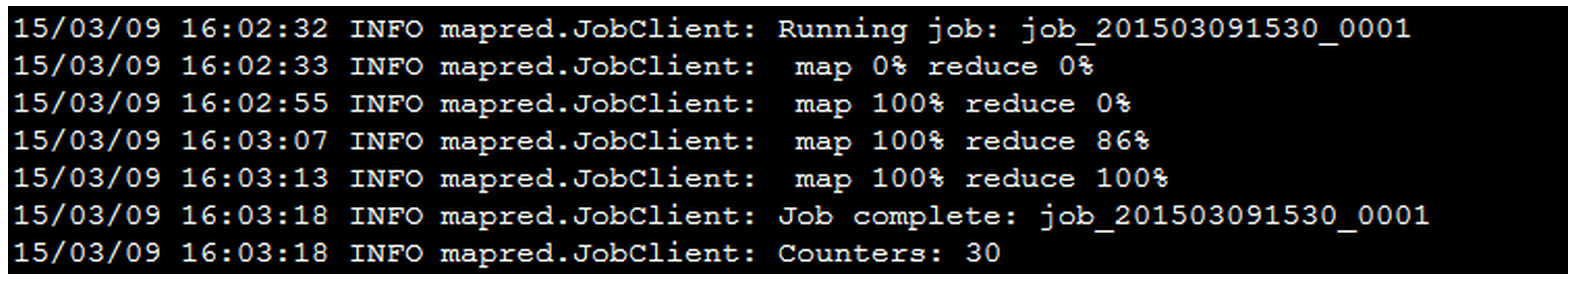 15/03/09 16:02:32 INFO mapred.JobClient: Running job: job_201503091530_0001
15/03/09 16:02:33 INFO mapred.JobClient:  map 0% reduce 0%
15/03/09 16:02:55 INFO mapred.JobClient:  map 100% reduce 0%
15/03/09 16:03:07 INFO mapred.JobClient:  map 100% reduce 86%
15/03/09 16:03:13 INFO mapred.JobClient:  map 100% reduce 100%
15/03/09 16:03:18 INFO mapred.JobClient: Job complete: job_201503091530_0001
15/03/09 16:03:18 INFO mapred.JobClient: Counters: 30